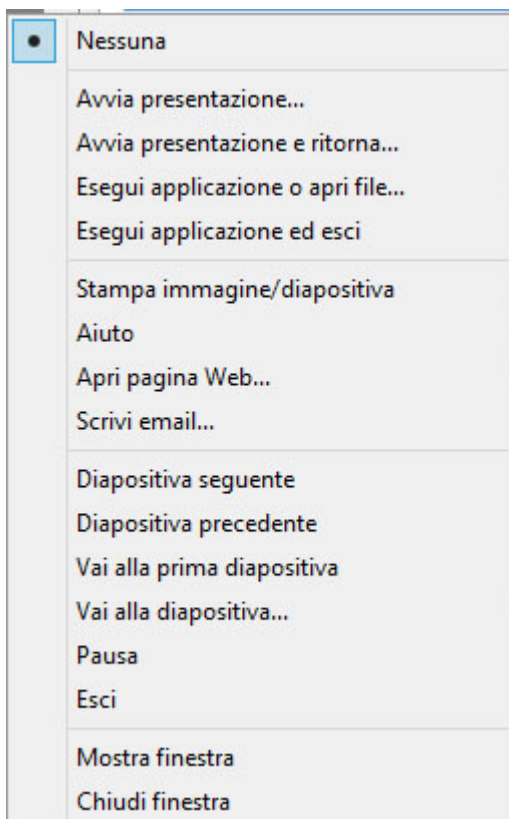 Nessuna
Avvia presentazione...
Avvia presentazione e ritorna...
Esegui applicazione o apri file...
Esegui applicazione ed esci
Stampa immagine/diapositiva
Aiuto
Apri pagina Web...
Scrivi email...
Diapositiva seguente
Diapositiva precedente
Vai alla prima diapositiva
Vai alla diapositiva...
Pausa
Esci
Mostra finestra
Chiudi finestra